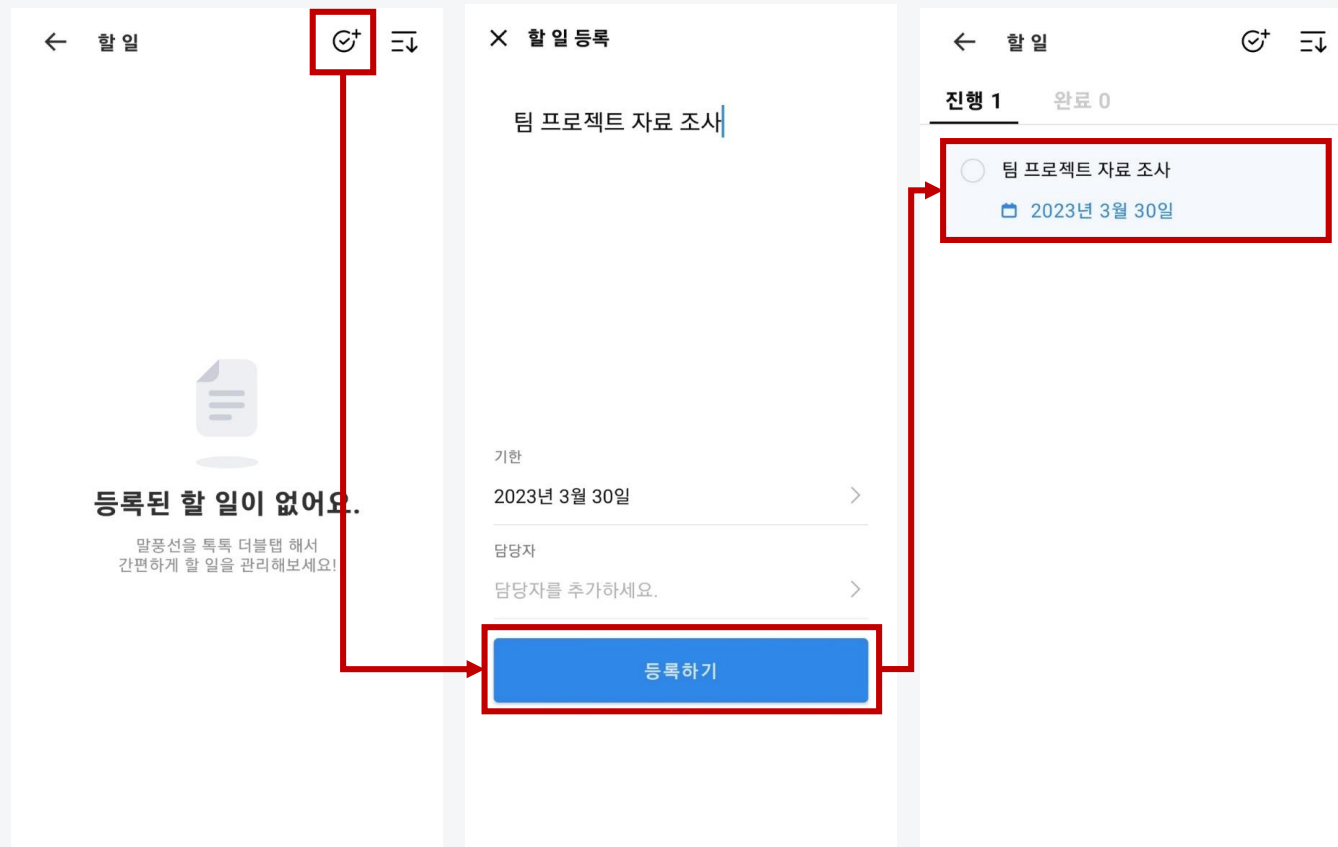 할 일
등록된 할 일이 없어요.
말풍선을 톡톡 더블탭 해서
간편하게 할 일을 관리해보세요!
할 일 등록
팀 프로젝트 자료 조사
기한
2023년 3월 30일
담당자
담당자를 추가하세요.
등록하기
할 일
진행 1 완료 0
팀 프로젝트 자료 조사
2023년 3월 30일